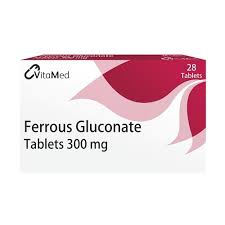 VitaMed
28
Tablets
Ferrous Gluconate
Tablets 300 mg